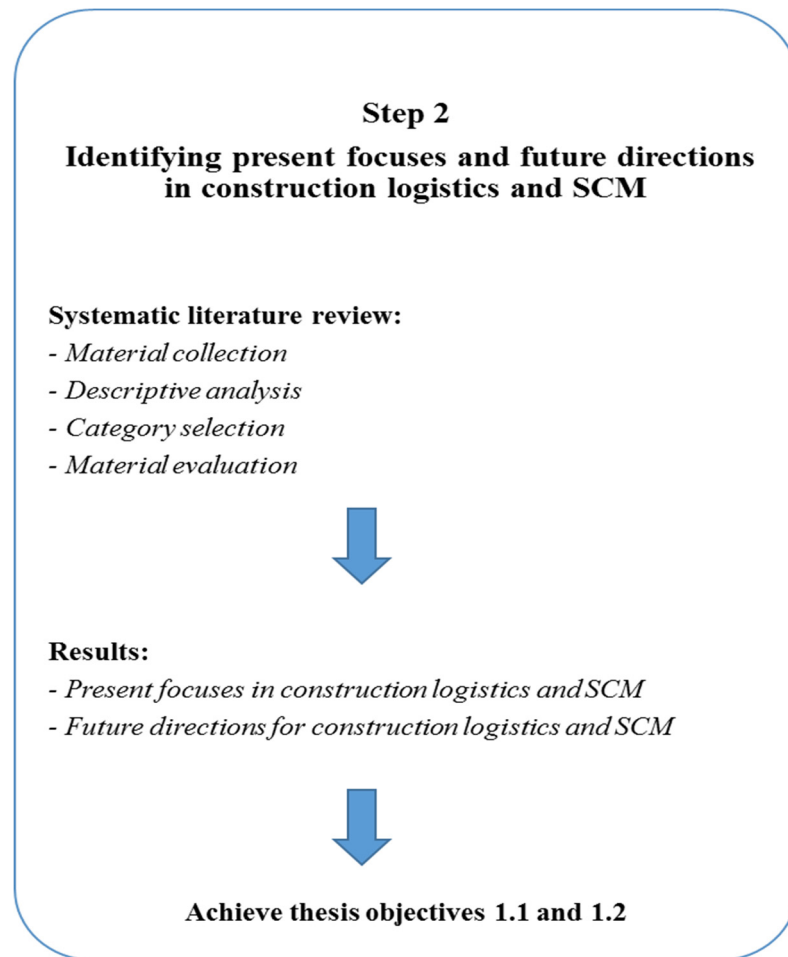 Step 2
Identifying present focuses and future directions
in construction logistics and SCM
Systematic literature review:
- Material collection
- Descriptive analysis
- Category selection
- Material evaluation
Results:
- Present focuses in construction logistics and SCM
- Future directions for construction logistics and SCM
Achieve thesis objectives 1.1 and 1.2